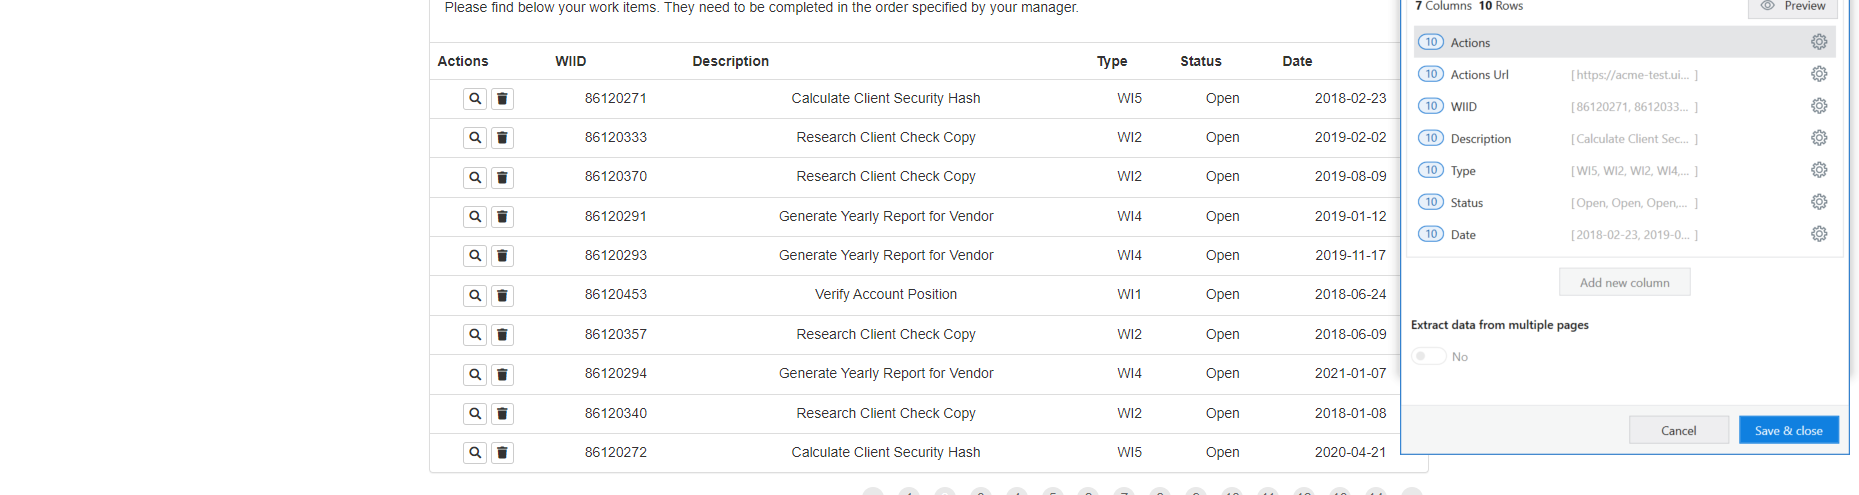 Please find below your work items. They need to be completed in the order specified by your manager.
Actions WIID Description Type Status Date
86120271 Calculate Client Security Hash WI5 Open 2018-02-23
86120333 Research Client Check Copy WI2 Open 2019-02-02
86120370 Research Client Check Copy WI2 Open 2019-08-09
86120291 Generate Yearly Report for Vendor WI4 Open 2019-01-12
86120293 Generate Yearly Report for Vendor WI4 Open 2019-11-17
86120453 Verify Account Position WI1 Open 2018-06-24
86120357 Research Client Check Copy WI2 Open 2018-06-09
86120294 Generate Yearly Report for Vendor WI4 Open 2021-01-07
86120340 Research Client Check Copy WI2 Open 2018-01-08
86120272 Calculate Client Security Hash WI5 Open 2020-04-21
7 Columns 10 Rows Preview
10 Actions
10 Actions Url [ https://acme-test.ui... ]
10 WIID [ 86120271, 8612033... ]
10 Description [ Calculate Client Sec... ]
10 Type [ WI5, WI2, WI2, WI4,... ]
10 Status [ Open, Open, Open,... ]
10 Date [ 2018-02-23, 2019-0... ]
Add new column
Extract data from multiple pages
No
Cancel Save & close